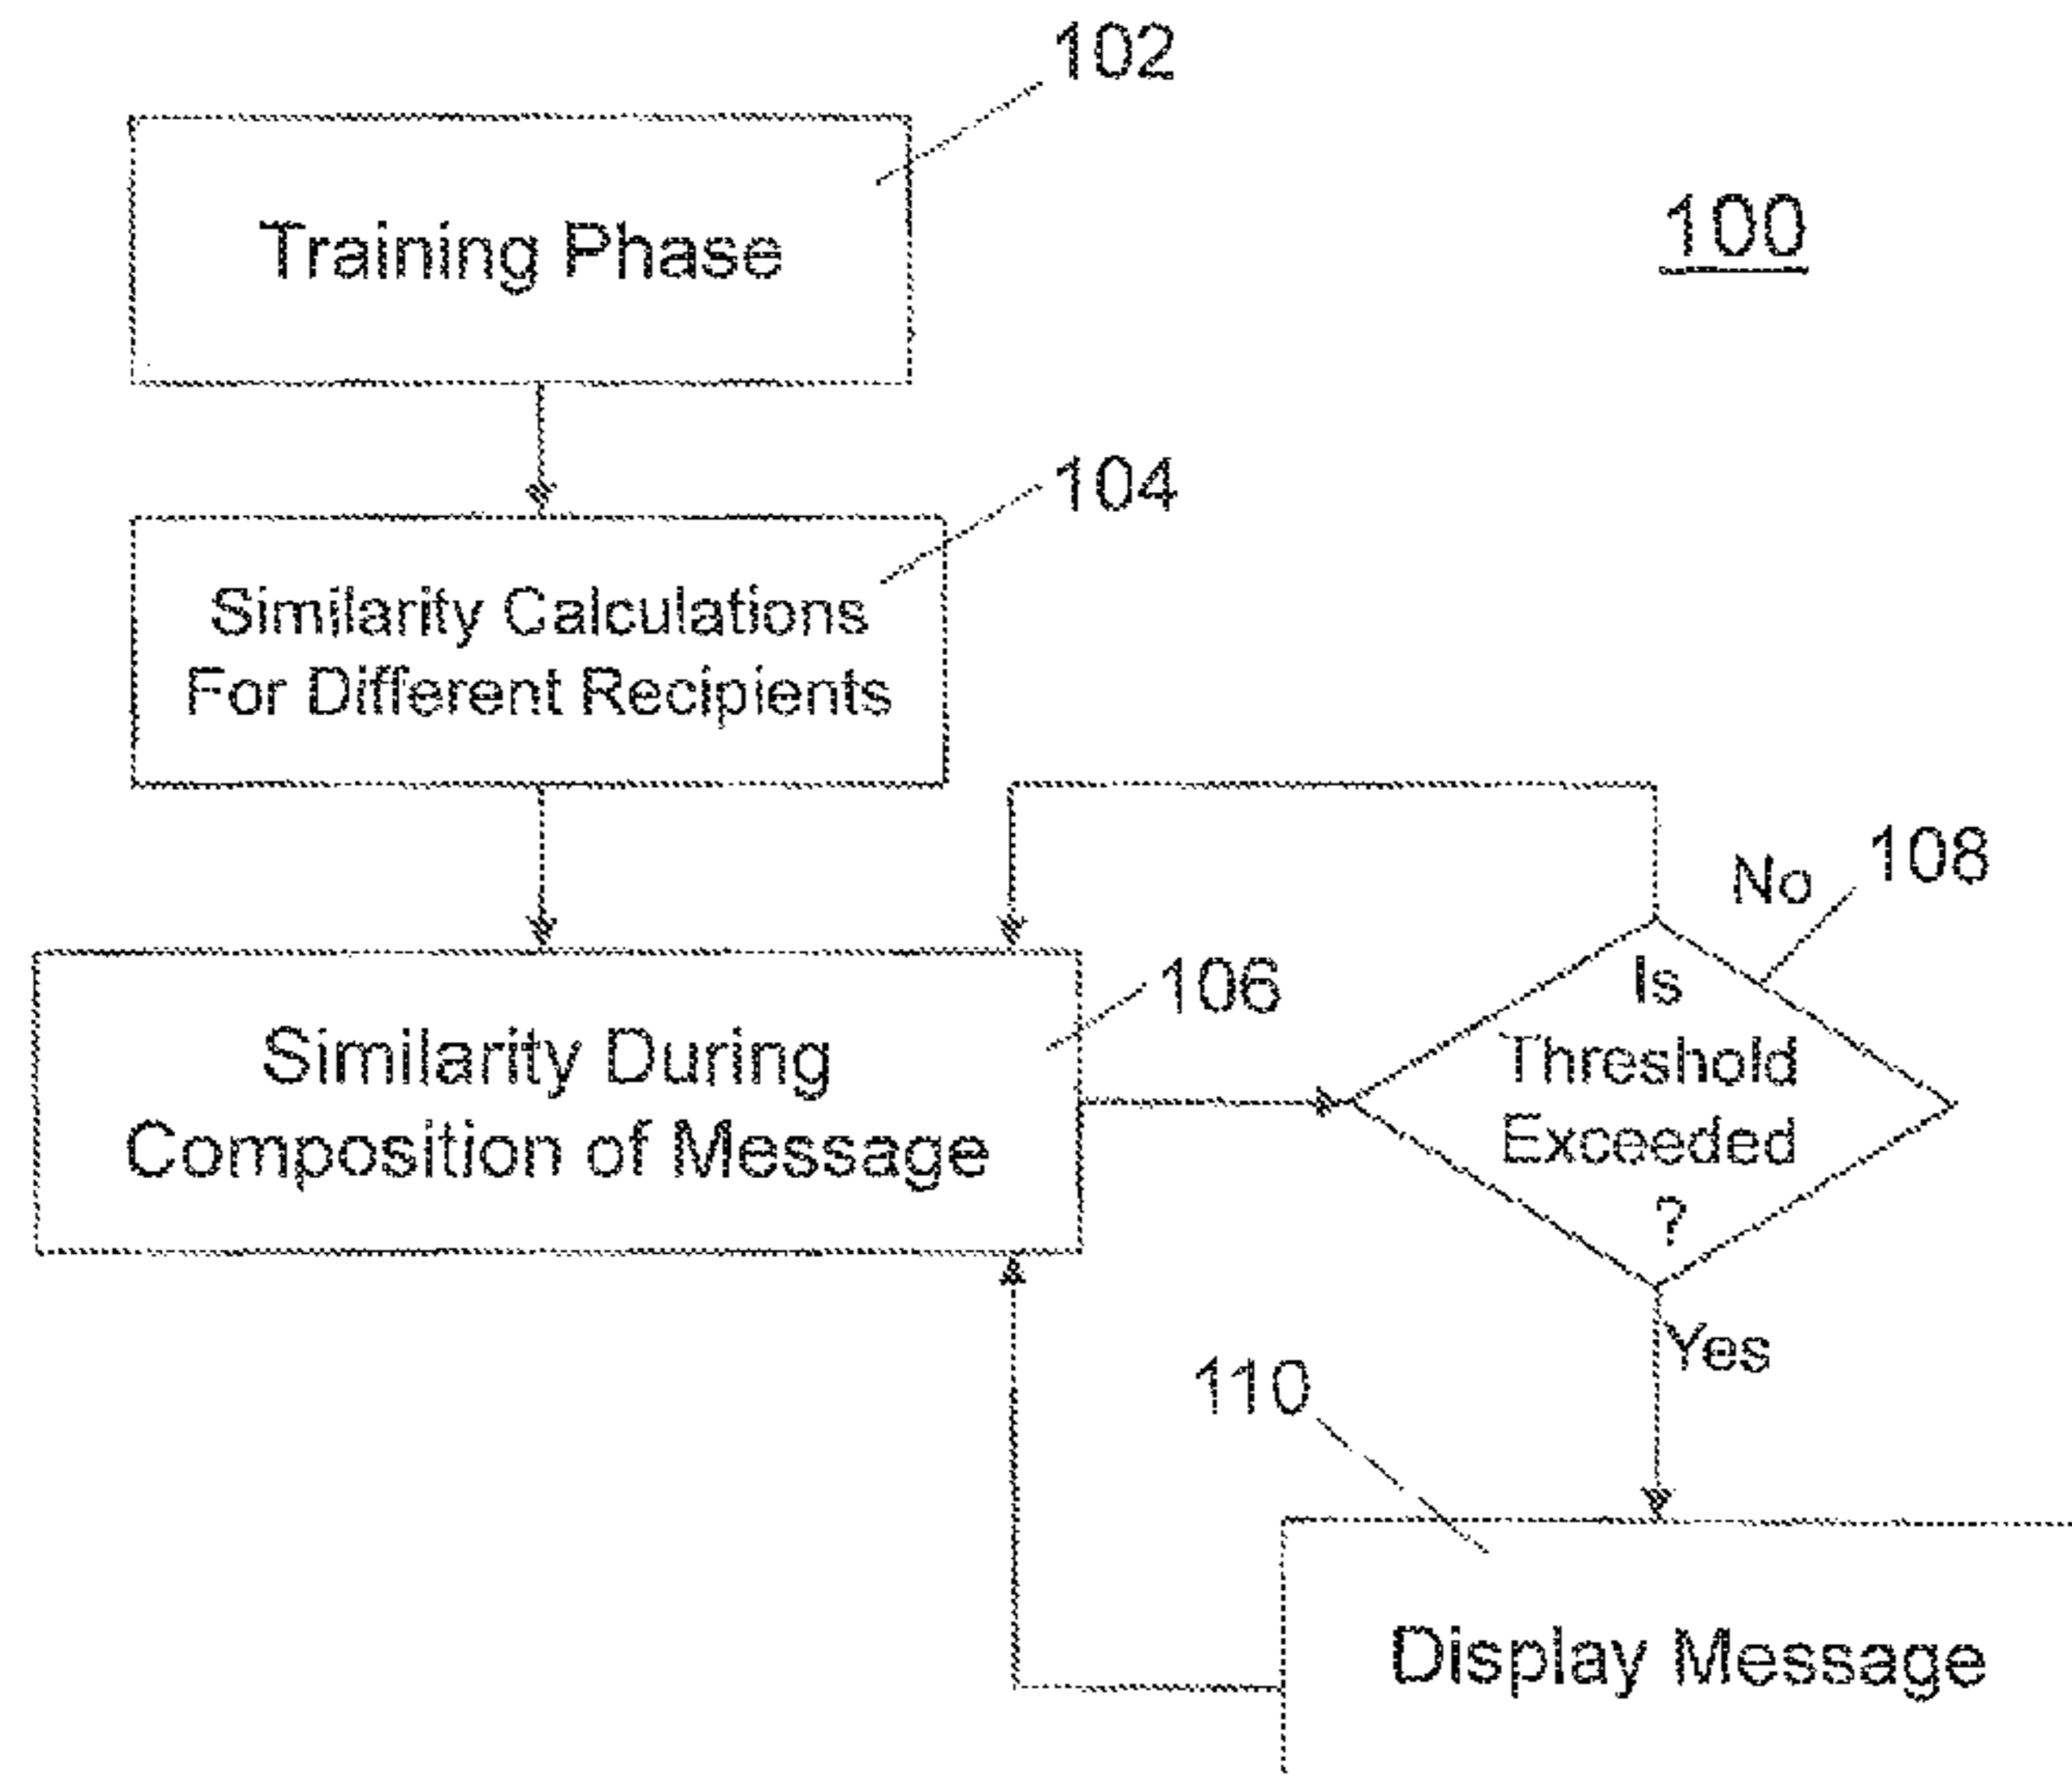 102
100
Training Phase
104
Similarity Calculations
For Different Recipients
No
108
106
Similarity During
Composition of Message
Is
Threshold
Exceeded
?
Yes
110
Display Message